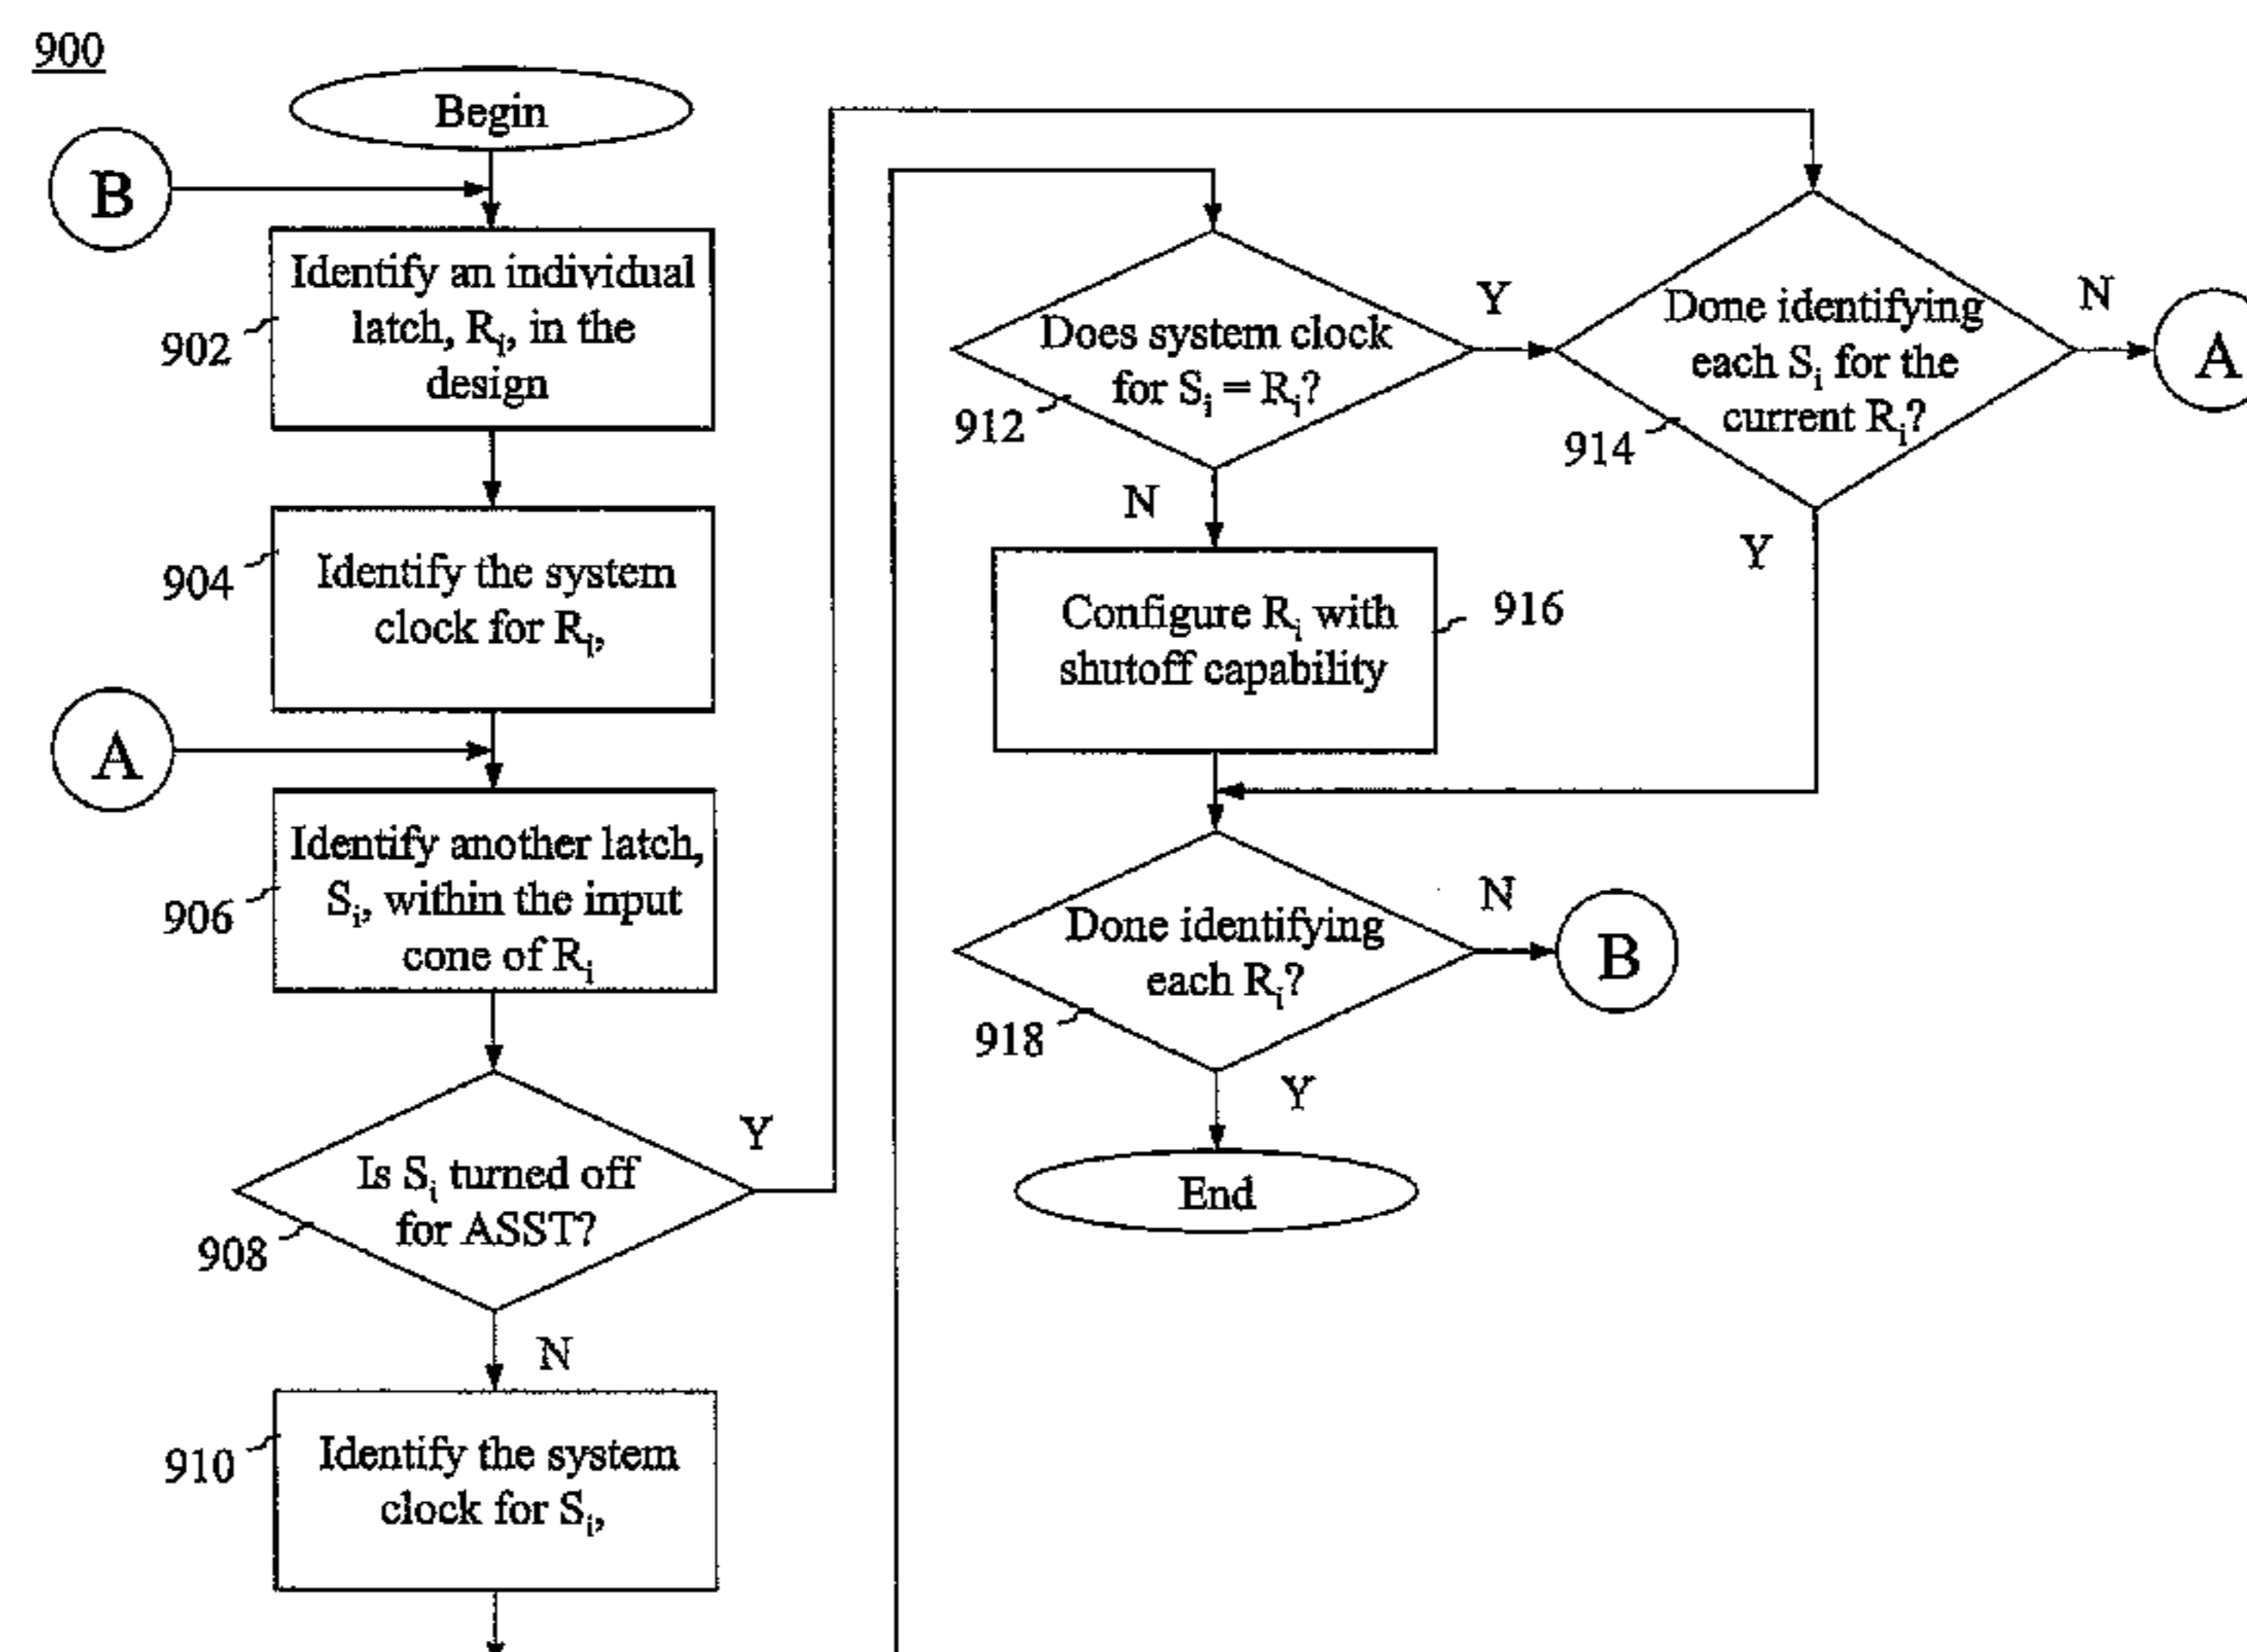 900
Begin
B
Identify an individual
latch, Ri, in the
design
902
904
Identify the system
clock for Ri,
A
Identify another latch,
Si, within the input
cone of Ri
906
Y
Is Si turned off
for ASST?
908
N
910
Identify the system
clock for Si,
Does system clock
for Si = Ri?
912
Y
N
Done identifying
each Si for the
current Ri?
914
N
A
Y
Configure Ri with
shutoff capability
916
Done identifying
each Ri?
918
N
B
Y
End